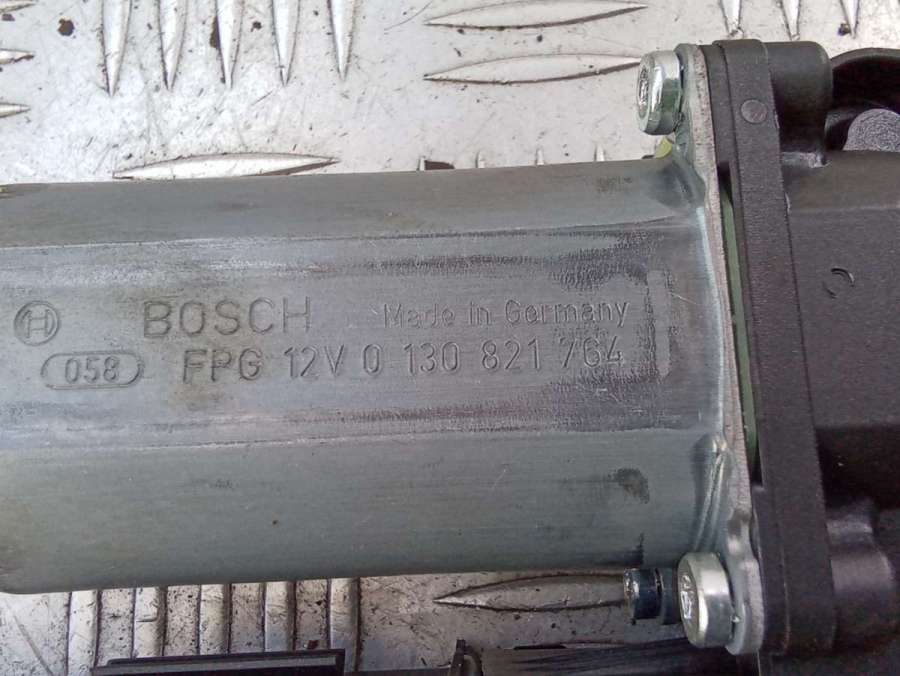 BOSCH Made in Germany
058 FPG 12V 0 130 821 764